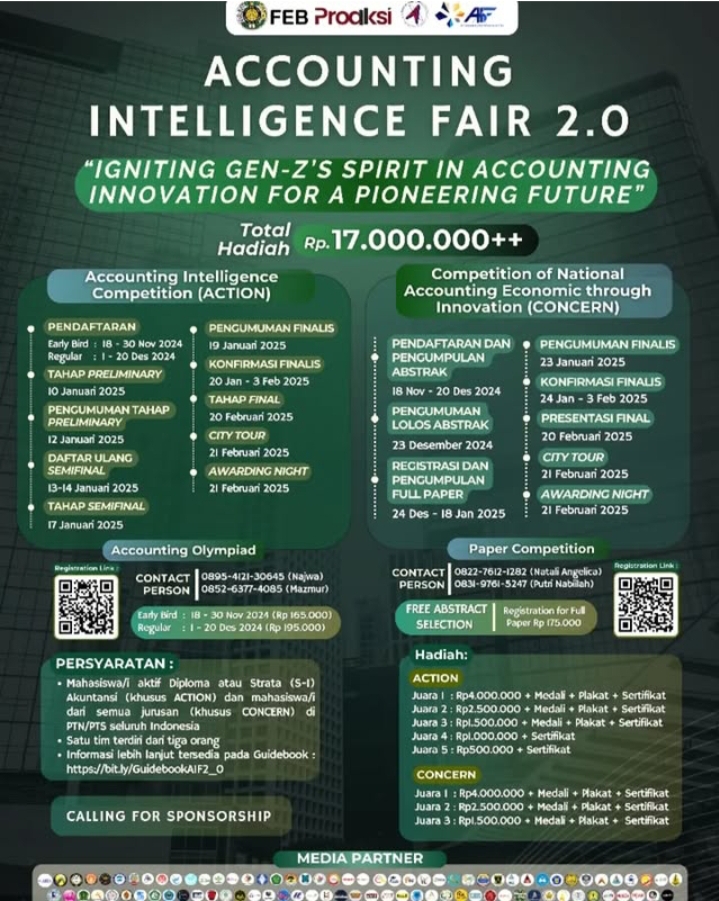 FEB Prodiksi AIF
ACCOUNTING
INTELLIGENCE FAIR 2.0
"IGNITING GEN-Z'S SPIRIT IN ACCOUNTING
INNOVATION FOR A PIONEERING FUTURE"
Total
Hadiah
Rp.17.000.000++
Accounting Intelligence
Competition (ACTION)
PENDAFTARAN
Early Bird : 18 - 30 Nov 2024
Regular : 1 - 20 Des 2024
TAHAP PRELIMINARY
10 Januari 2025
PENGUMUMAN TAHAP
PRELIMINARY
12 Januari 2025
DAFTAR ULANG
SEMIFINAL
13-14 Januari 2025
TAHAP SEMIFINAL
17 Januari 2025
PENGUMUMAN FINALIS
19 Januari 2025
KONFIRMASI FINALIS
20 Jan - 3 Feb 2025
TAHAP FINAL
20 Februari 2025
CITY TOUR
21 Februari 2025
AWARDING NIGHT
21 Februari 2025
Competition of National
Accounting Economic through
Innovation (CONCERN)
PENDAFTARAN DAN
PENGUMPULAN
ABSTRAK
18 Nov - 20 Des 2024
PENGUMUMAN
LOLOS ABSTRAK
23 Desember 2024
REGISTRASI DAN
PENGUMPULAN
FULL PAPER
24 Des - 18 Jan 2025
PENGUMUMAN FINALIS
23 Januari 2025
KONFIRMASI FINALIS
24 Jan - 3 Feb 2025
PRESENTASI FINAL
20 Februari 2025
CITY TOUR
21 Februari 2025
AWARDING NIGHT
21 Februari 2025
Accounting Olympiad
Registration Link :
CONTACT
PERSON
0895-4121-30645 (Najwa)
0852-6377-4085 (Mazmur)
Early Bird : 18 - 30 Nov 2024 (Rp 165.000)
Regular : 1 - 20 Des 2024 (Rp 195.000)
Paper Competition
CONTACT
PERSON
0822-7612-1282 (Natali Angelica)
0831-9761-5247 (Putri Nabiilah)
Registration Link :
FREE ABSTRACT
SELECTION
Registration for Full
Paper Rp 175.000
PERSYARATAN :
• Mahasiswa/i aktif Diploma atau Strata (S-1)
Akuntansi (khusus ACTION) dan mahasiswa/i
dari semua jurusan (khusus CONCERN) di
PTN/PTS seluruh Indonesia
• Satu tim terdiri dari tiga orang
• Informasi lebih lanjut tersedia pada Guidebook :
https://bit.ly/GuidebookAIF2_0
CALLING FOR SPONSORSHIP
Hadiah:
ACTION
Juara 1 : Rp4.000.000 + Medali + Plakat + Sertifikat
Juara 2 : Rp2.500.000 + Medali + Plakat + Sertifikat
Juara 3 : Rp1.500.000 + Medali + Plakat + Sertifikat
Juara 4 : Rp1.000.000 + Sertifikat
Juara 5 : Rp500.000 + Sertifikat
CONCERN
Juara 1 : Rp4.000.000 + Medali + Plakat + Sertifikat
Juara 2 : Rp2.500.000 + Medali + Plakat + Sertifikat
Juara 3 : Rp1.500.000 + Medali + Plakat + Sertifikat
MEDIA PARTNER